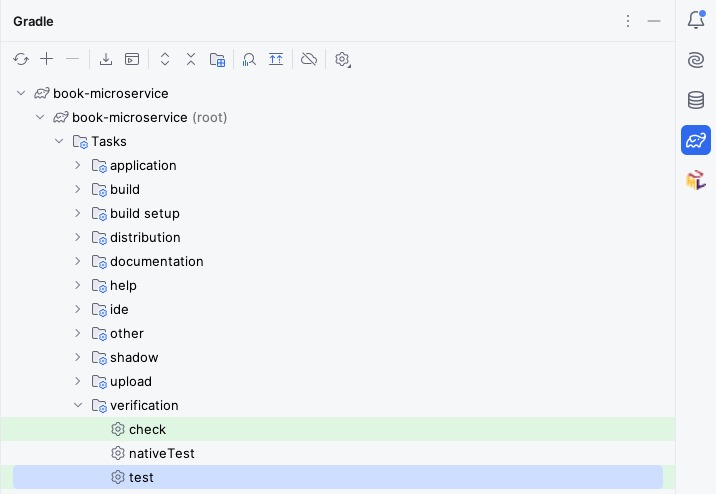 Gradle
book-microservice
book-microservice (root)
Tasks
application
build
build setup
distribution
documentation
help
ide
other
shadow
upload
verification
check
nativeTest
test